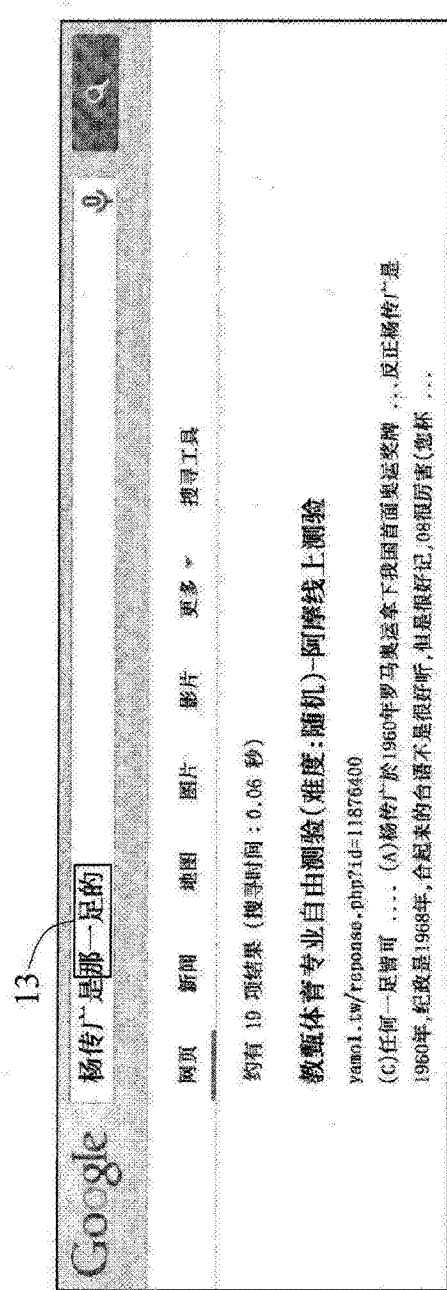 13
Google
杨传广是那一足的
网页 新闻 地图 图片 影片 更多 搜寻工具
约有 19 项结果 (搜寻时间：0.06 秒)
教甄体育专业自由测验(难度:随机)-阿摩线上测验
yamol.tw/reponse.php?id=11876400
(C)任何一足皆可 .... (A)杨传广於1960年罗马奥运拿下我国首面奥运奖牌 ...反正杨传广是
1960年,纪政是1968年,台起来的台语不是很好听,但是很好记,08很厉害(您杯 ...